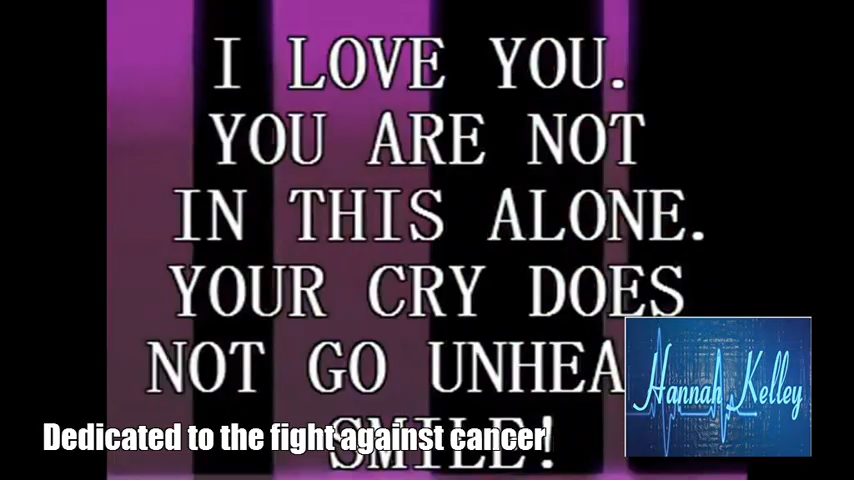 I LOVE YOU.
YOU ARE NOT
IN THIS ALONE.
YOUR CRY DOES
NOT GO UNHEA
SMILE!
Dedicated to the fight against cancer
Hannah Kelley